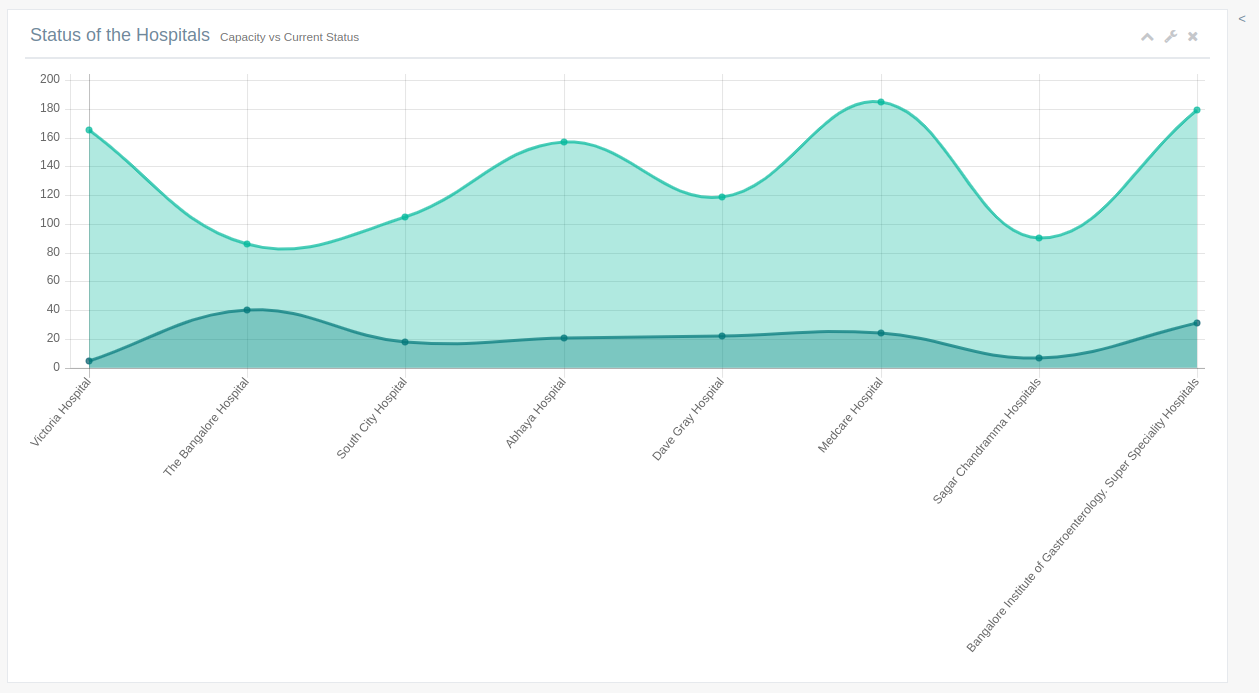 Status of the Hospitals Capacity vs Current Status
<
200
180
160
140
120
100
80
60
40
20
0
Victoria Hospital
The Bangalore Hospital
South City Hospital
Abhaya Hospital
Dave Gray Hospital
Medcare Hospital
Sagar Chandramma Hospitals
Bangalore Institute of Gastroenterology. Super Speciality Hospitals